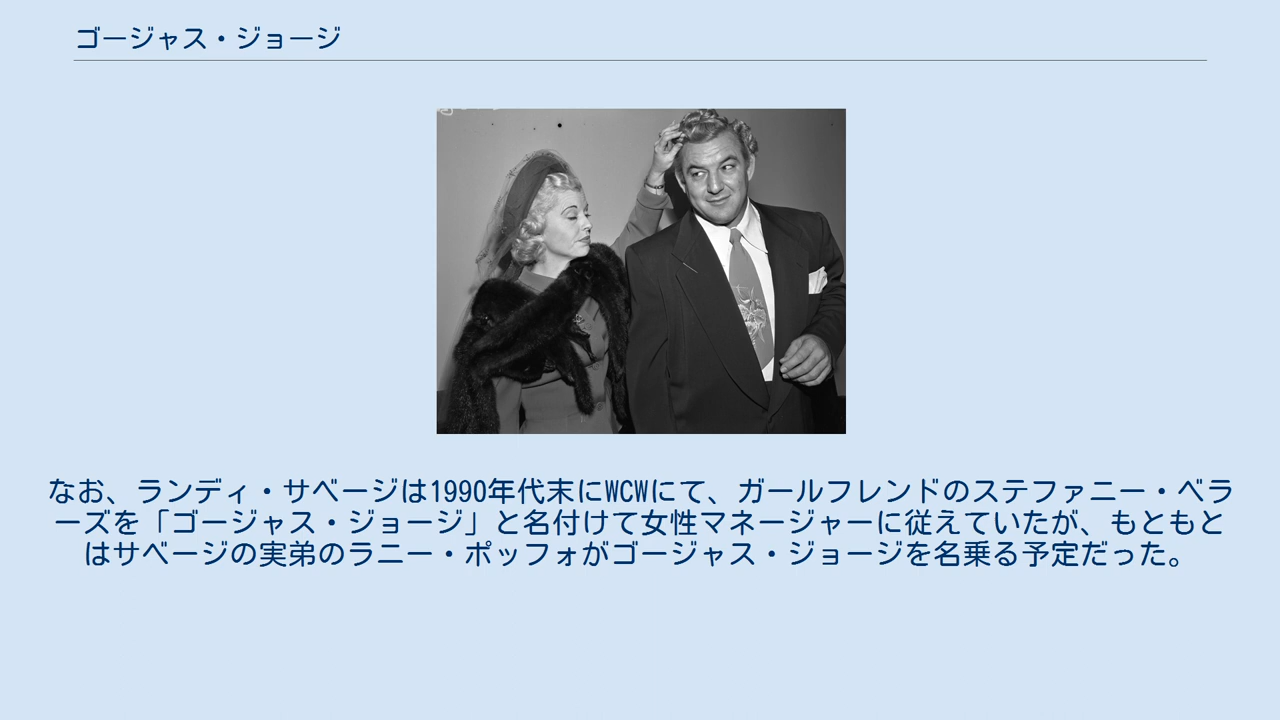 ゴージャス・ジョージ
なお、ランディ・サベージは1990年代末にWCWにて、ガールフレンドのステファニー・ベラ
ーズを「ゴージャス・ジョージ」と名付けて女性マネージャーに従えていたが、もともと
はサベージの実弟のラニー・ポッフォがゴージャス・ジョージを名乗る予定だった。